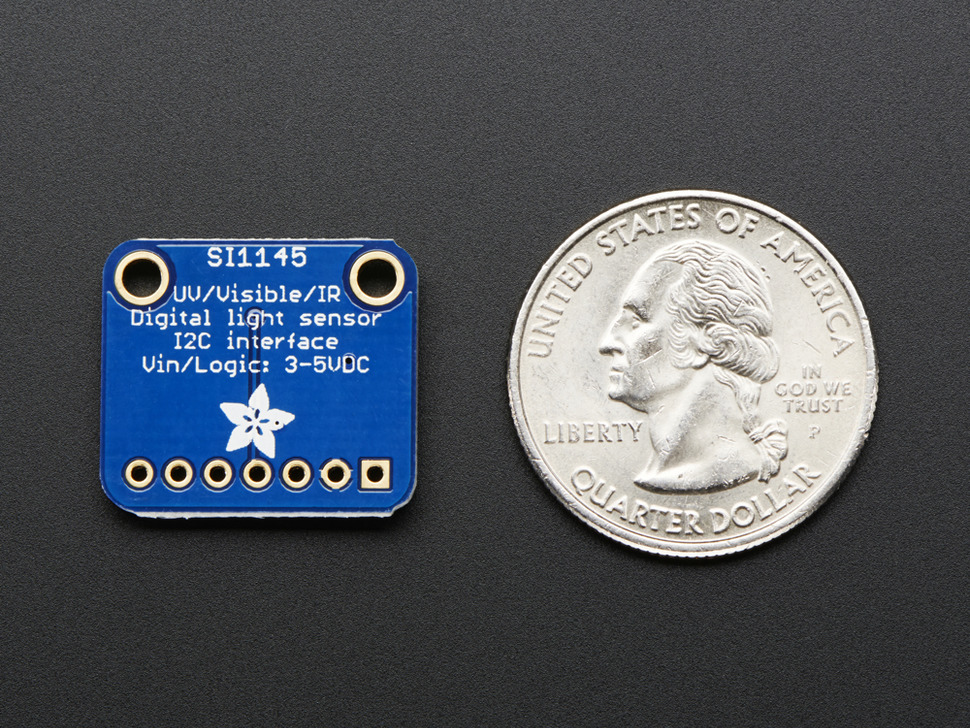 SI1145
UV/Visible/IR
Digital light sensor
I2C interface
Vin/Logic: 3-5VDC
UNITED STATES OF AMERICA
IN
GOD WE
TRUST
LIBERTY
P
QUARTER DOLLAR